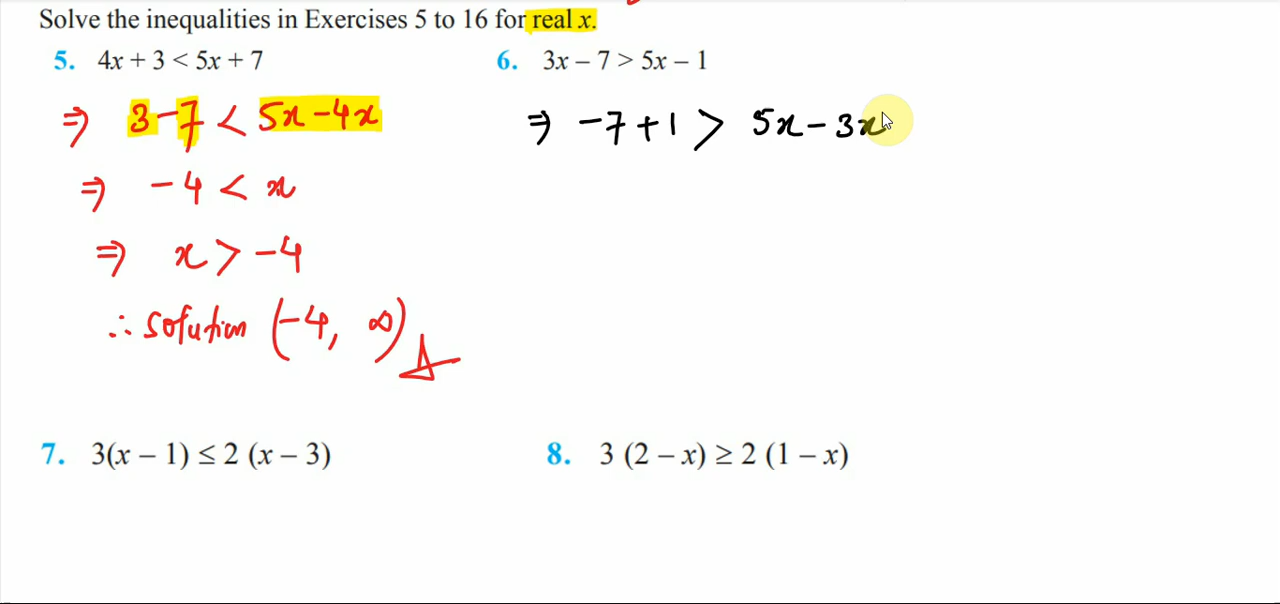 Solve the inequalities in Exercises 5 to 16 for real x.
5. 4x + 3 < 5x + 7
6. 3x – 7 > 5x – 1
⇒ 3-7 < 5x-4x
⇒ -7+1 > 5x-3x
⇒ -4 < x
⇒ x > -4
∴ solution (-4, ∞)
7. 3(x – 1) ≤ 2 (x – 3)
8. 3 (2 – x) ≥ 2 (1 – x)